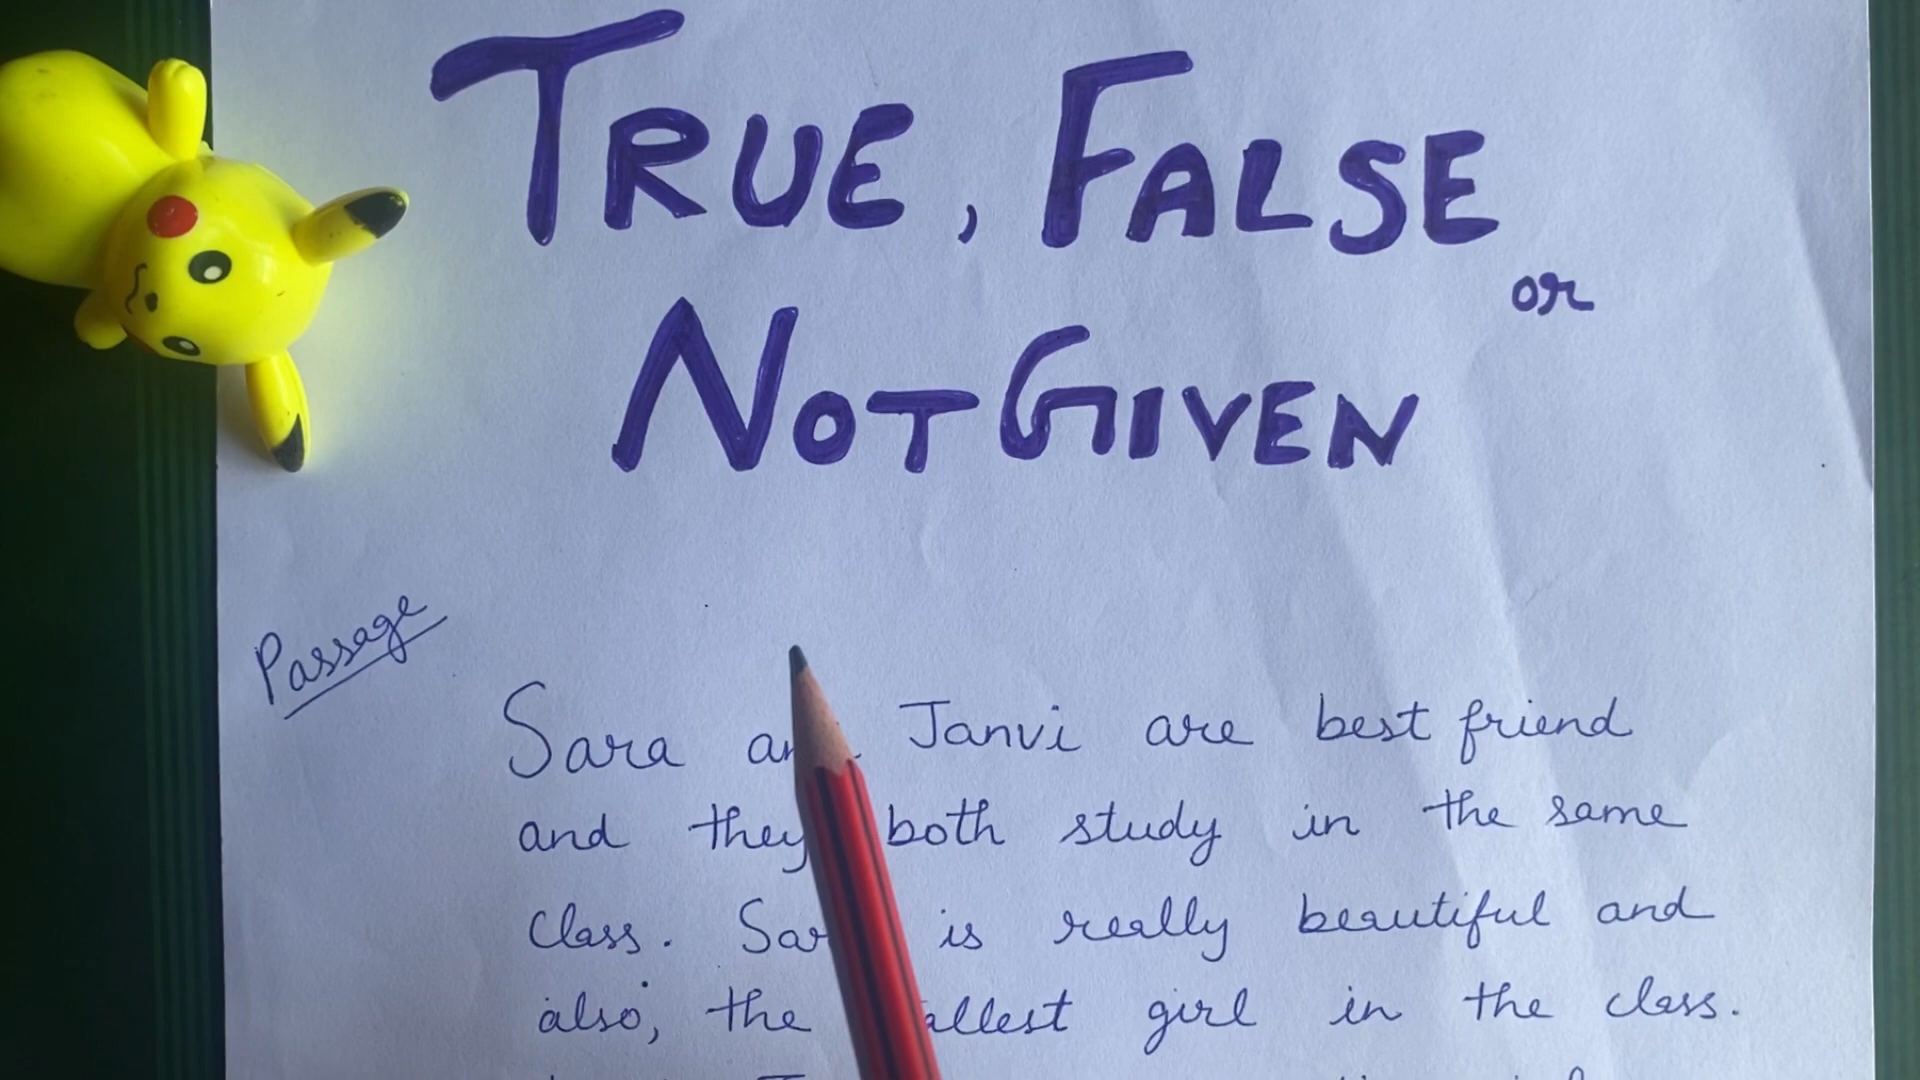 TRUE, FALSE
or
NOT GIVEN
Passage
Sara Janvi are best friend
and they both study in the same
class. is really beautiful and
also, the girl in the class.